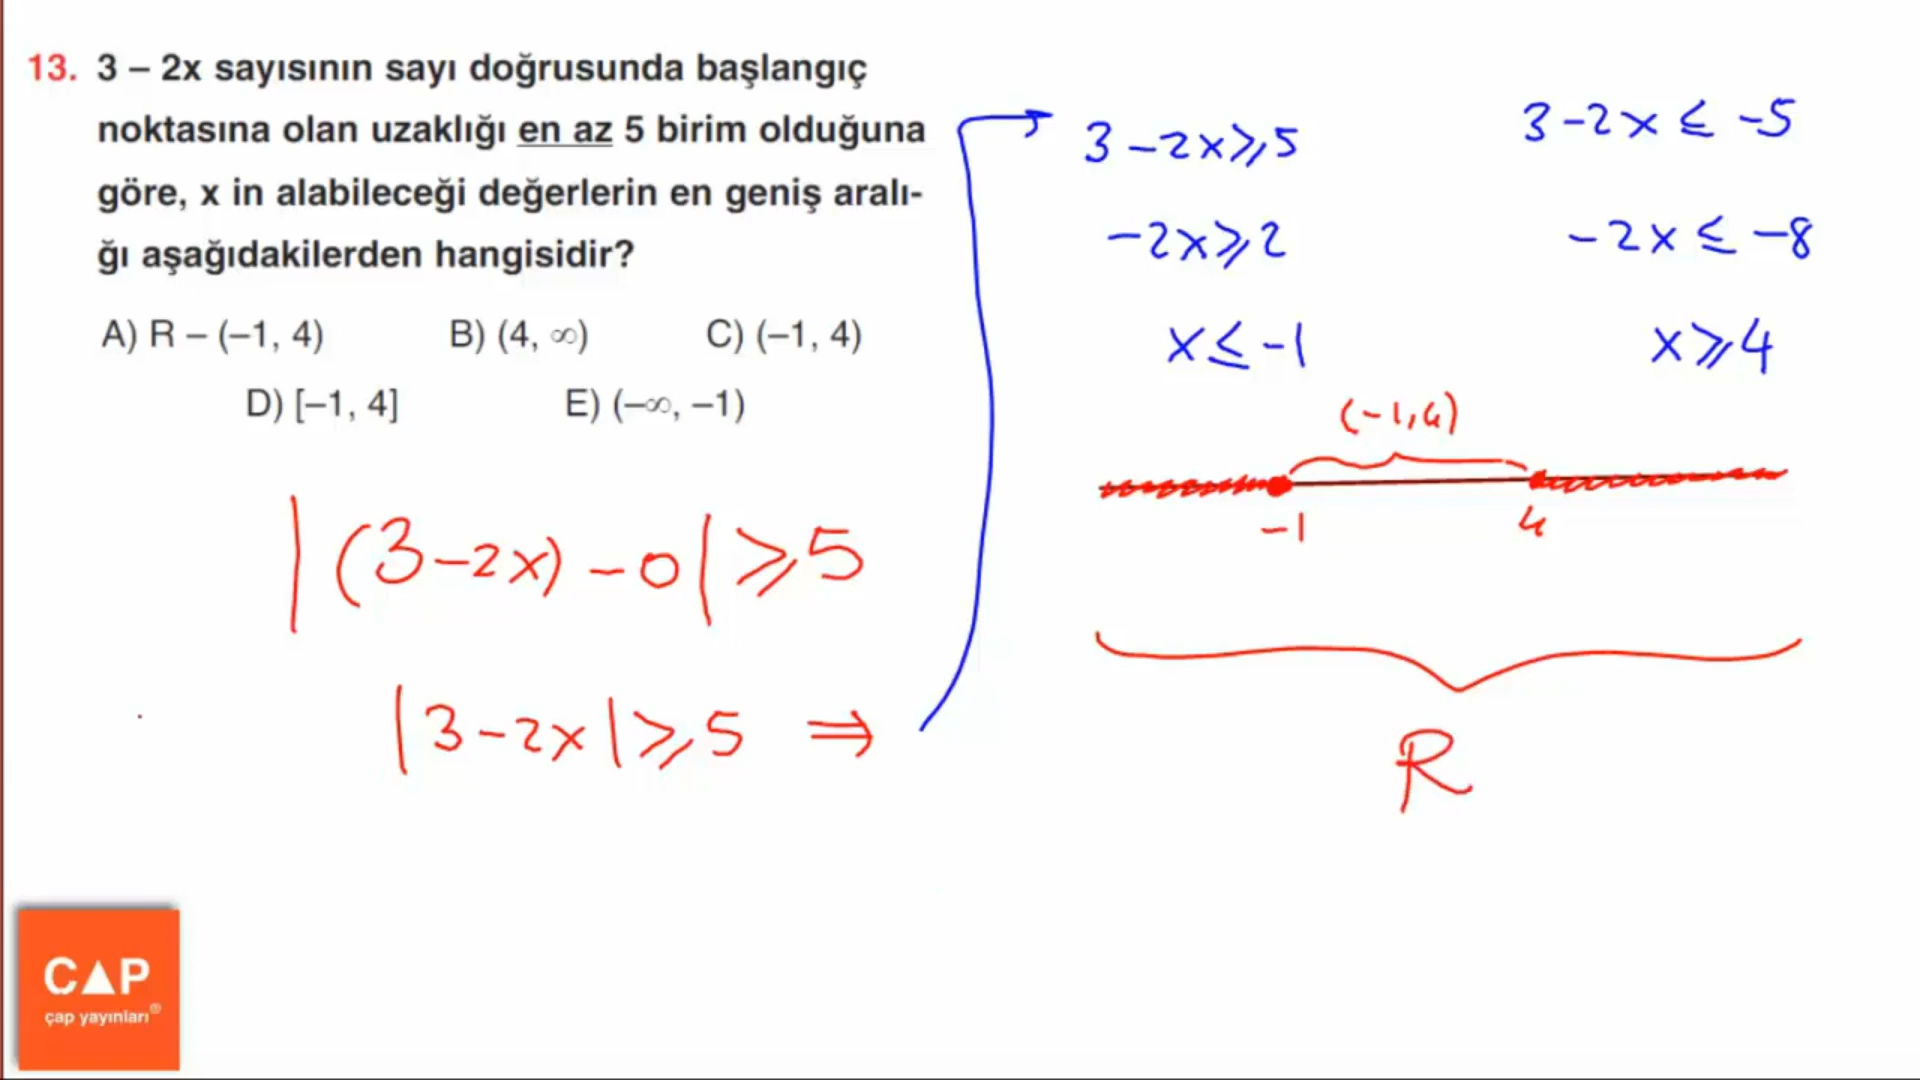 13. 3 – 2x sayısının sayı doğrusunda başlangıç
noktasına olan uzaklığı en az 5 birim olduğuna
göre, x in alabileceği değerlerin en geniş aralı-
ğı aşağıdakilerden hangisidir?
A) R – (–1, 4) B) (4, ∞) C) (–1, 4)
D) [–1, 4] E) (–∞, –1)
|(3-2x)-0| ≥ 5
|3-2x| ≥ 5 ⇒
3-2x ≥ 5
-2x ≥ 2
x ≤ -1
3-2x ≤ -5
-2x ≤ -8
x ≥ 4
(-1,4)
-1 4
R
ÇAP
çap yayınları®